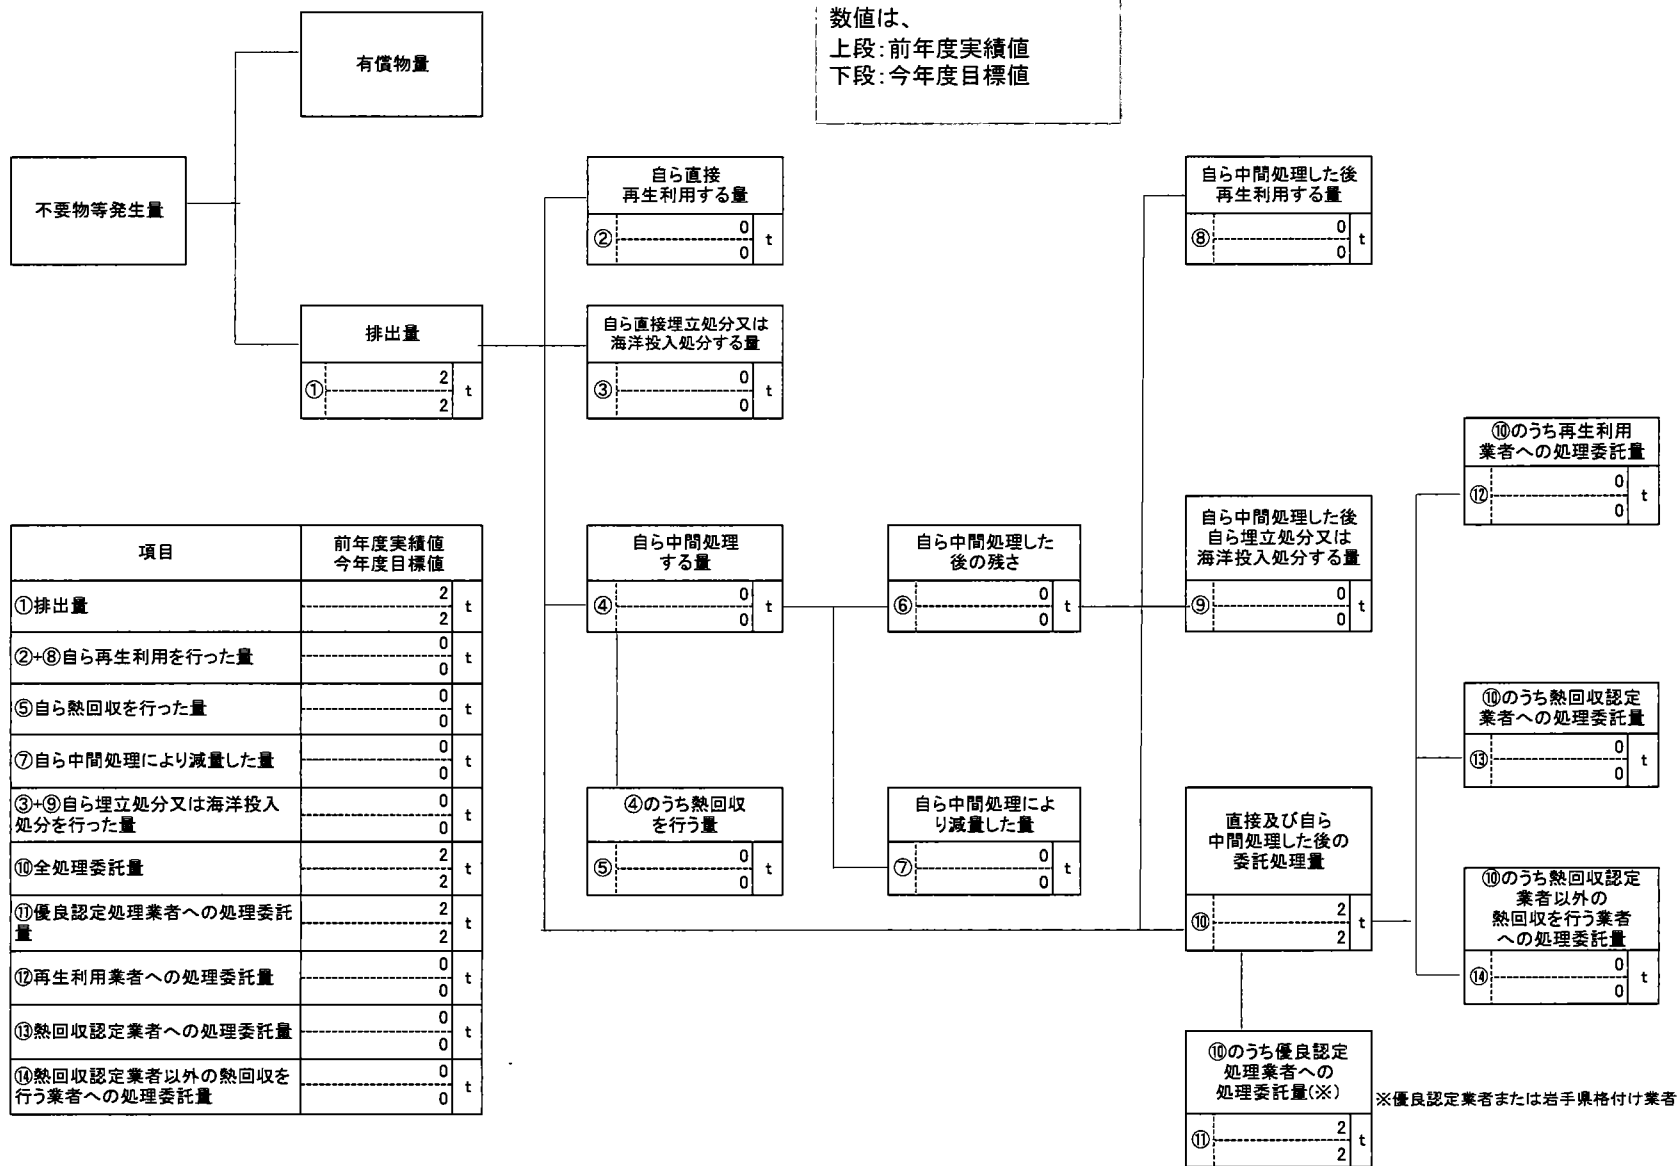 数値は、
上段:前年度実績値
下段:今年度目標値
有償物量
不要物等発生量
排出量
①
2
2
t
自ら直接
再生利用する量
②
0
0
t
自ら直接埋立処分又は
海洋投入処分する量
③
0
0
t
自ら中間処理した後
再生利用する量
⑧
0
0
t
自ら中間処理
する量
④
0
0
t
自ら中間処理した
後の残さ
⑥
0
0
t
自ら中間処理した後
自ら埋立処分又は
海洋投入処分する量
⑨
0
0
t
④のうち熱回収
を行う量
⑤
0
0
t
自ら中間処理によ
り減量した量
⑦
0
0
t
直接及び自ら
中間処理した後の
委託処理量
⑩
2
2
t
⑩のうち再生利用
業者への処理委託量
⑫
0
0
t
⑩のうち熱回収認定
業者への処理委託量
⑬
0
0
t
⑩のうち熱回収認定
業者以外の
熱回収を行う業者
への処理委託量
⑭
0
0
t
⑩のうち優良認定
処理業者への
処理委託量(※)
⑪
2
2
t
※優良認定業者または岩手県格付け業者
項目
前年度実績値
今年度目標値
①排出量
2
2
t
②+⑧自ら再生利用を行った量
0
0
t
⑤自ら熱回収を行った量
0
0
t
⑦自ら中間処理により減量した量
0
0
t
③+⑨自ら埋立処分又は海洋投入
処分を行った量
0
0
t
⑩全処理委託量
2
2
t
⑪優良認定処理業者への処理委託
量
2
2
t
⑫再生利用業者への処理委託量
0
0
t
⑬熱回収認定業者への処理委託量
0
0
t
⑭熱回収認定業者以外の熱回収を
行う業者への処理委託量
0
0
t